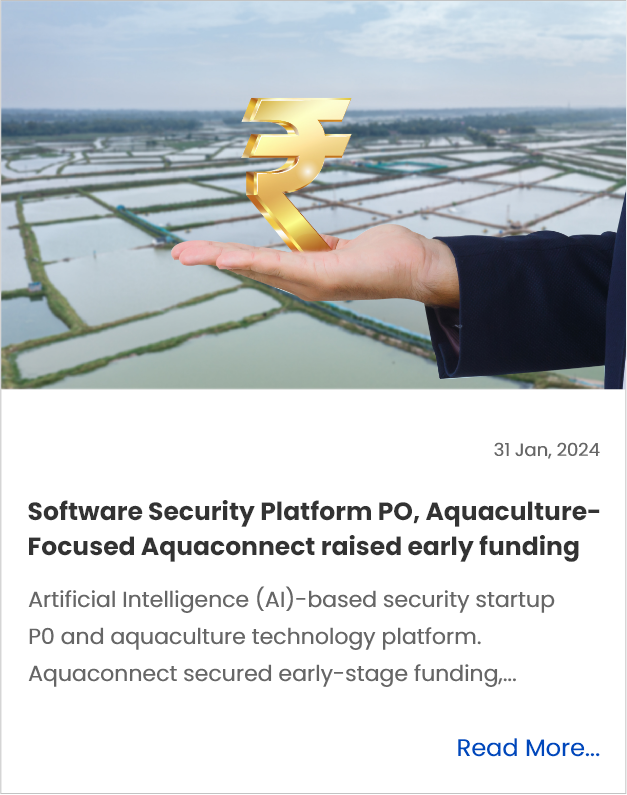 31 Jan, 2024
Software Security Platform PO, Aquaculture-
Focused Aquaconnect raised early funding
Artificial Intelligence (AI)-based security startup
P0 and aquaculture technology platform.
Aquaconnect secured early-stage funding,...
Read More...